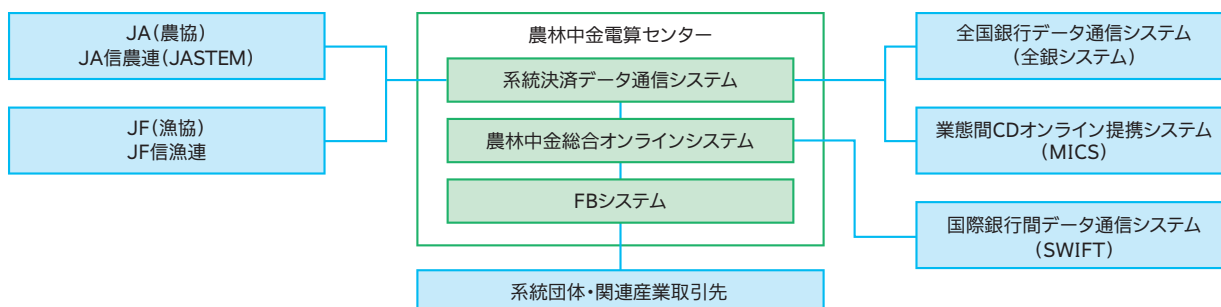 JA(農協)
JA信農連(JASTEM)
JF(漁協)
JF信漁連
農林中金電算センター
系統決済データ通信システム
農林中金総合オンラインシステム
FBシステム
系統団体・関連産業取引先
全国銀行データ通信システム
(全銀システム)
業態間CDオンライン提携システム
(MICS)
国際銀行間データ通信システム
(SWIFT)